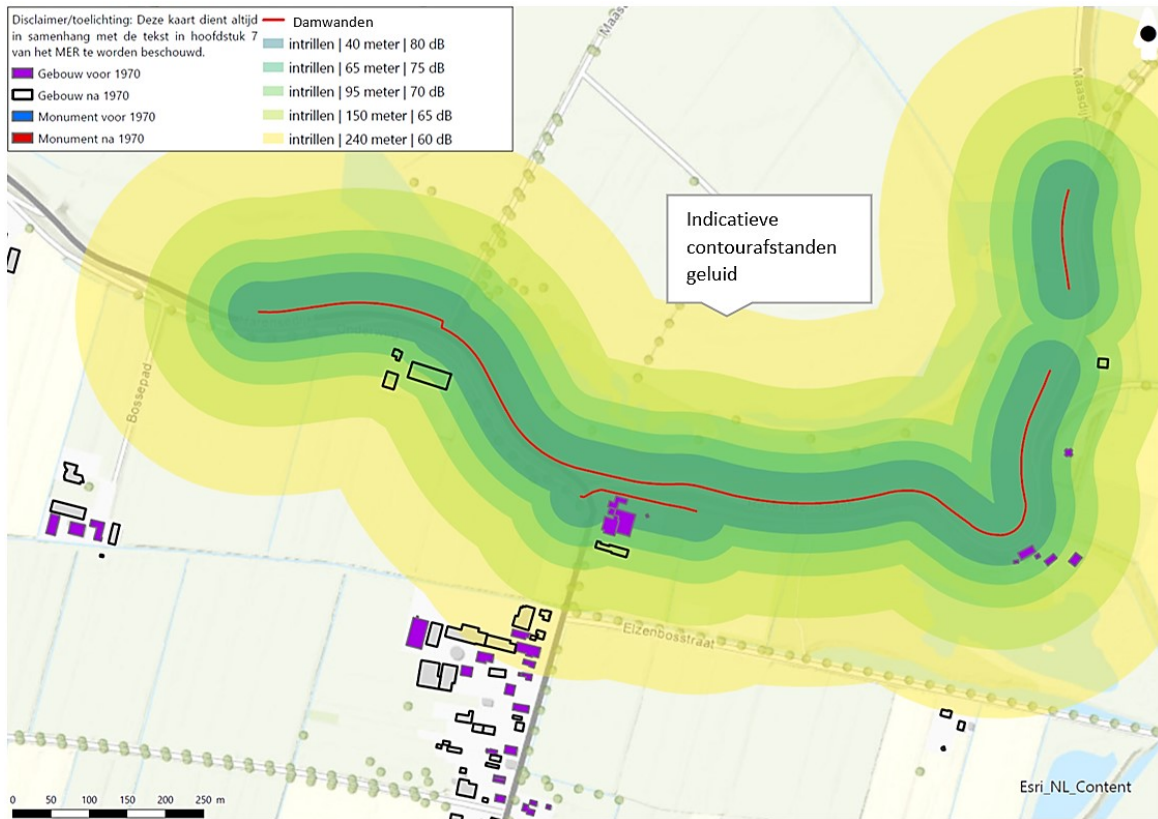 Disclaimer/toelichting: Deze kaart dient altijd
in samenhang met de tekst in hoofdstuk 7
van het MER te worden beschouwd.
Gebouw voor 1970
Gebouw na 1970
Monument voor 1970
Monument na 1970
Damwanden
intrillen | 40 meter | 80 dB
intrillen | 65 meter | 75 dB
intrillen | 95 meter | 70 dB
intrillen | 150 meter | 65 dB
intrillen | 240 meter | 60 dB
Maasdijk
Indicatieve
contourafstanden
geluid
Bossepad
Elzenbosstraat
0 50 100 150 200 250 m
Esri_NL_Content